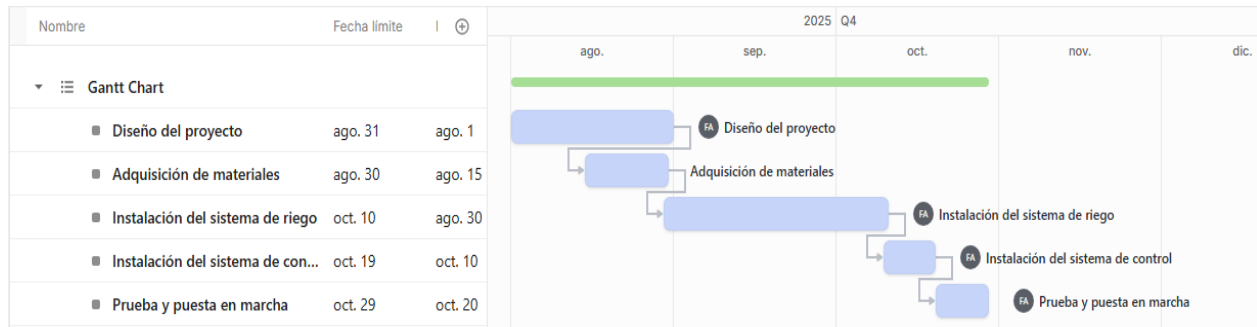 Nombre Fecha límite I 2025 Q4
ago. sep. oct. nov. dic.
Gantt Chart
Diseño del proyecto ago. 31 ago. 1 FA Diseño del proyecto
Adquisición de materiales ago. 30 ago. 15 Adquisición de materiales
Instalación del sistema de riego oct. 10 ago. 30 FA Instalación del sistema de riego
Instalación del sistema de con... oct. 19 oct. 10 FA Instalación del sistema de control
Prueba y puesta en marcha oct. 29 oct. 20 FA Prueba y puesta en marcha